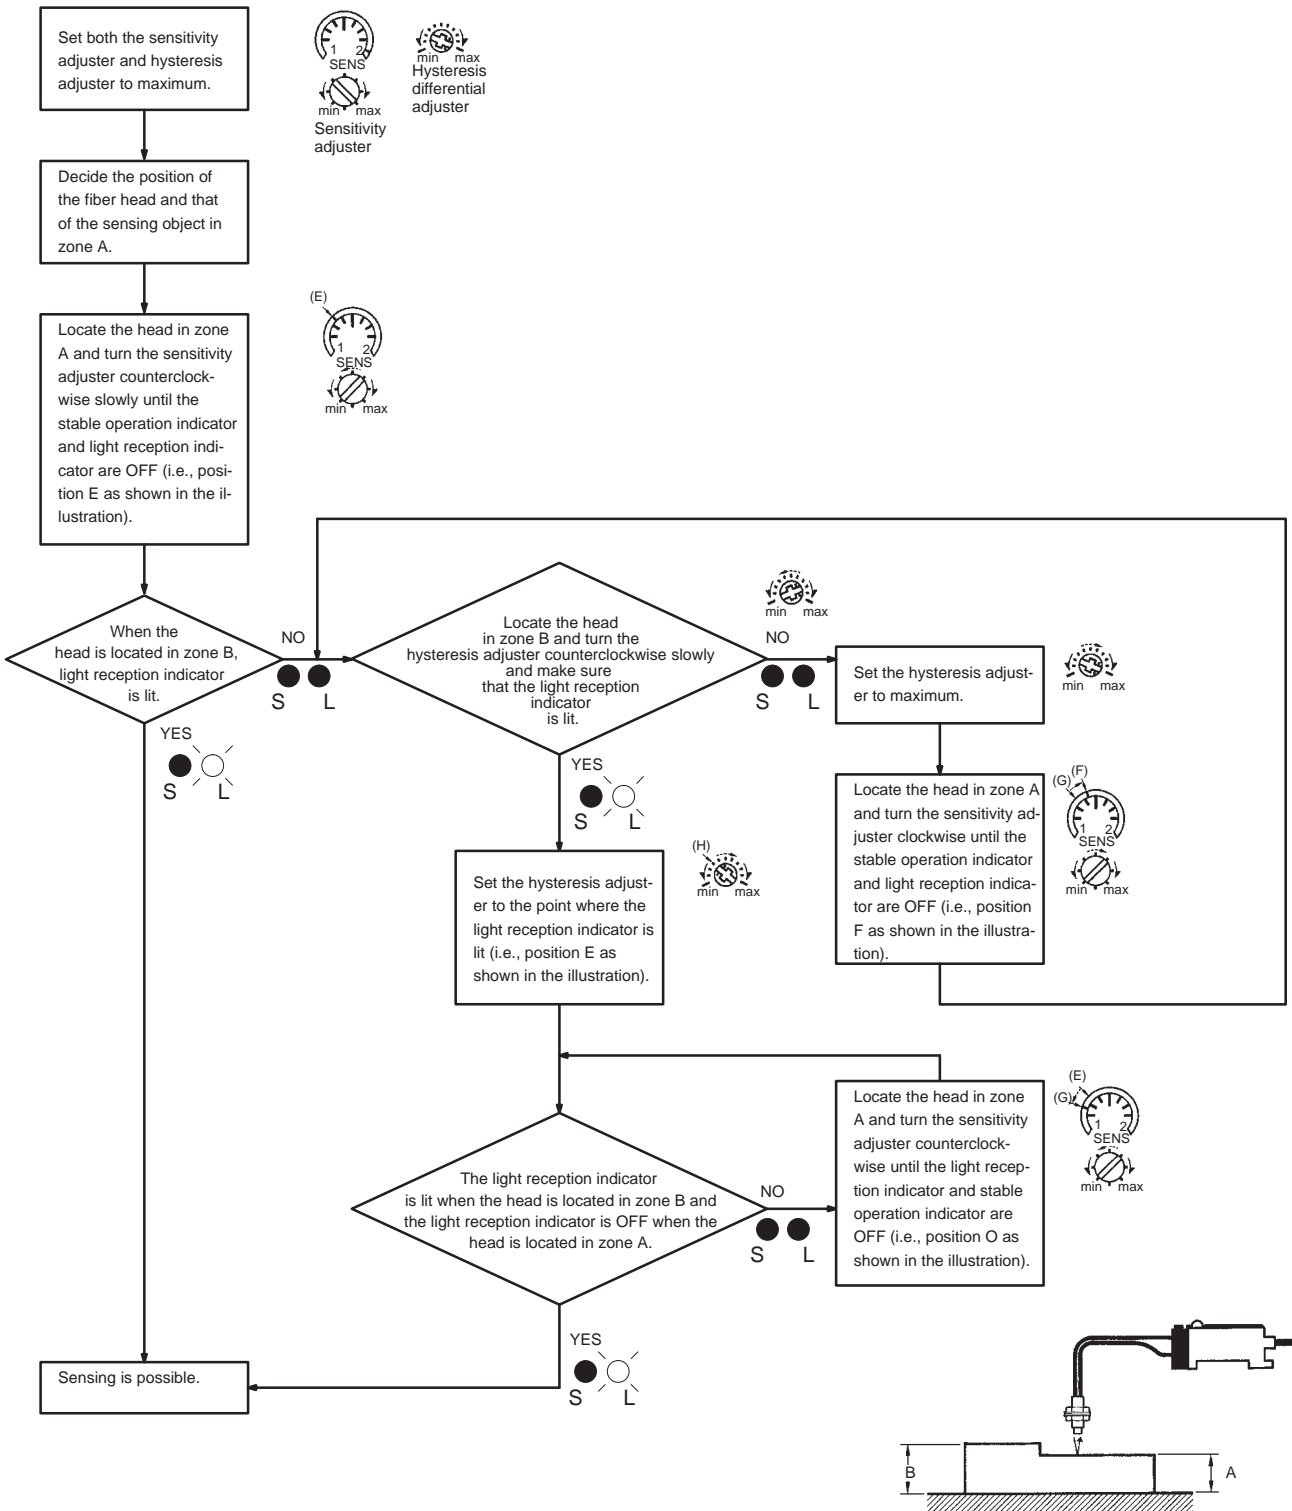 Set both the sensitivity
adjuster and hysteresis
adjuster to maximum.
1 2
SENS
min max
Sensitivity
adjuster
min max
Hysteresis
differential
adjuster
Decide the position of
the fiber head and that
of the sensing object in
zone A.
Locate the head in zone
A and turn the sensitivity
adjuster counterclock-
wise slowly until the
stable operation indicator
and light reception indi-
cator are OFF (i.e., posi-
tion E as shown in the il-
lustration).
(E)
1 2
SENS
min max
When the
head is located in zone B,
light reception indicator
is lit.
NO
S L
YES
S L
Locate the head
in zone B and turn the
hysteresis adjuster counterclockwise slowly
and make sure
that the light reception
indicator
is lit.
min max
NO
S L
YES
S L
Set the hysteresis adjust-
er to maximum.
min max
Locate the head in zone A
and turn the sensitivity ad-
juster clockwise until the
stable operation indicator
and light reception indica-
tor are OFF (i.e., position
F as shown in the illustra-
tion).
(F)
(G)
1 2
SENS
min max
Set the hysteresis adjust-
er to the point where the
light reception indicator is
lit (i.e., position E as
shown in the illustration).
(H)
min max
The light reception indicator
is lit when the head is located in zone B and
the light reception indicator is OFF when the
head is located in zone A.
NO
S L
YES
S L
Locate the head in zone
A and turn the sensitivity
adjuster counterclock-
wise until the light recep-
tion indicator and stable
operation indicator are
OFF (i.e., position O as
shown in the illustration).
(E)
(G)
1 2
SENS
min max
Sensing is possible.
B
A